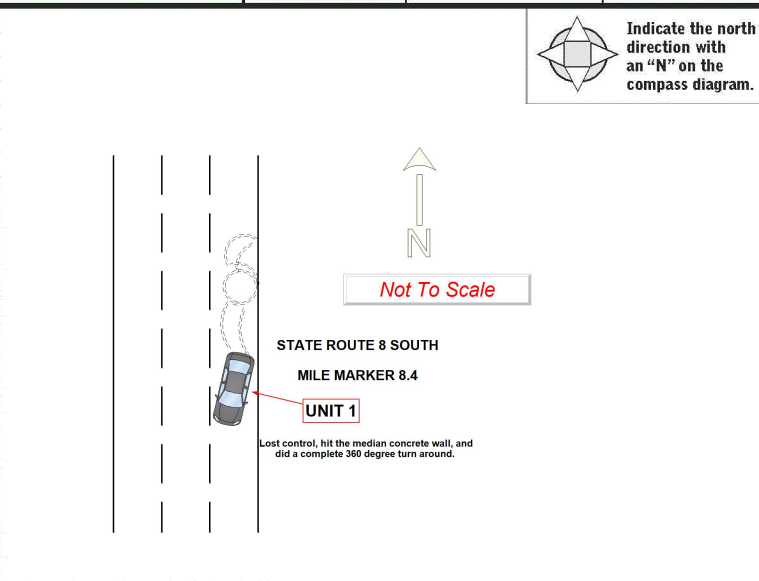 Indicate the north
direction with
an “N” on the
compass diagram.
N
Not To Scale
STATE ROUTE 8 SOUTH
MILE MARKER 8.4
UNIT 1
Lost control, hit the median concrete wall, and
did a complete 360 degree turn around.